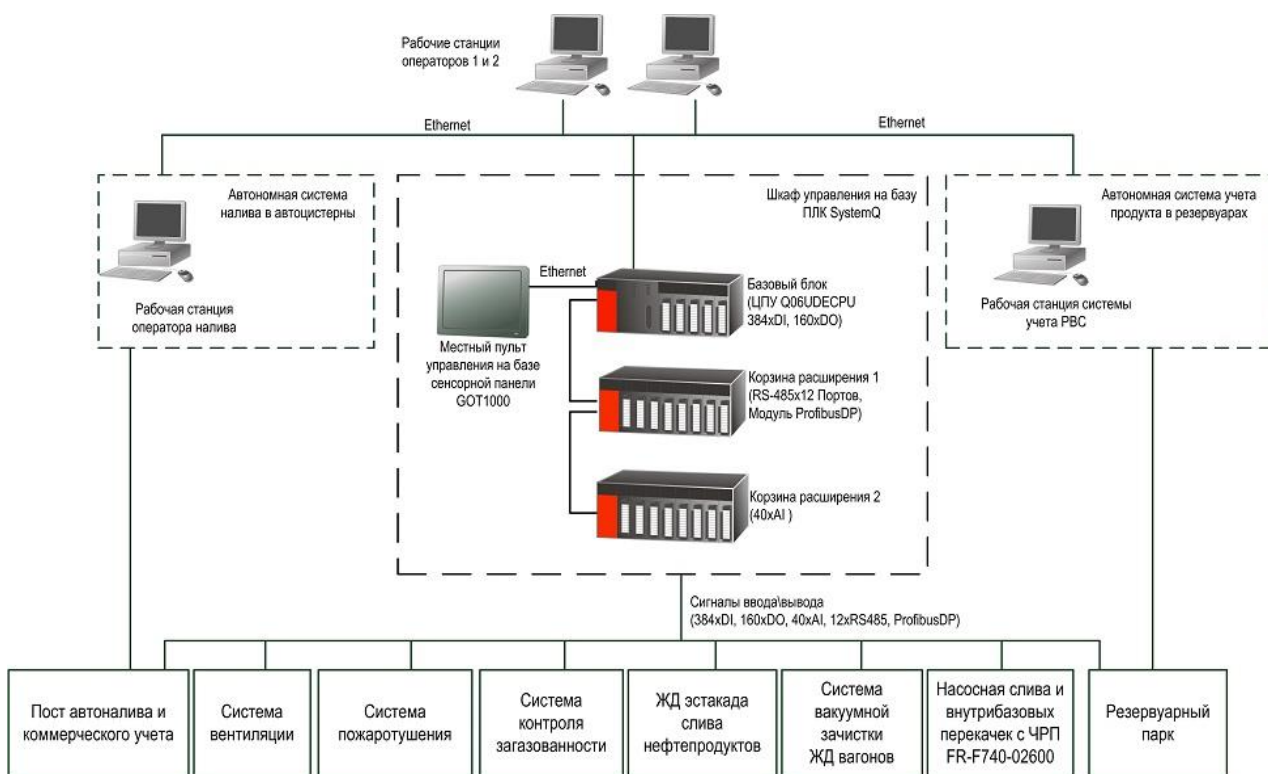 Рабочие станции
операторов 1 и 2
Ethernet
Ethernet
Автономная система
налива в автоцистерны
Рабочая станция
оператора налива
Шкаф управления на базу
ПЛК SystemQ
Ethernet
Местный пульт
управления на базе
сенсорной панели
GOT1000
Базовый блок
(ЦПУ Q06UDECPU
384xDI, 160xDO)
Корзина расширения 1
(RS-485x12 Портов,
Модуль ProfibusDP)
Корзина расширения 2
(40xAI )
Автономная система учета
продукта в резервуарах
Рабочая станция системы
учета РВС
Сигналы ввода\вывода
(384xDI, 160xDO, 40xAI, 12xRS485, ProfibusDP)
Пост автоналива и
коммерческого учета
Система
вентиляции
Система
пожаротушения
Система
контроля
загазованности
ЖД эстакада
слива
нефтепродуктов
Система
вакуумной
зачистки
ЖД вагонов
Насосная слива и
внутрибазовых
перекачек с ЧРП
FR-F740-02600
Резервуарный
парк